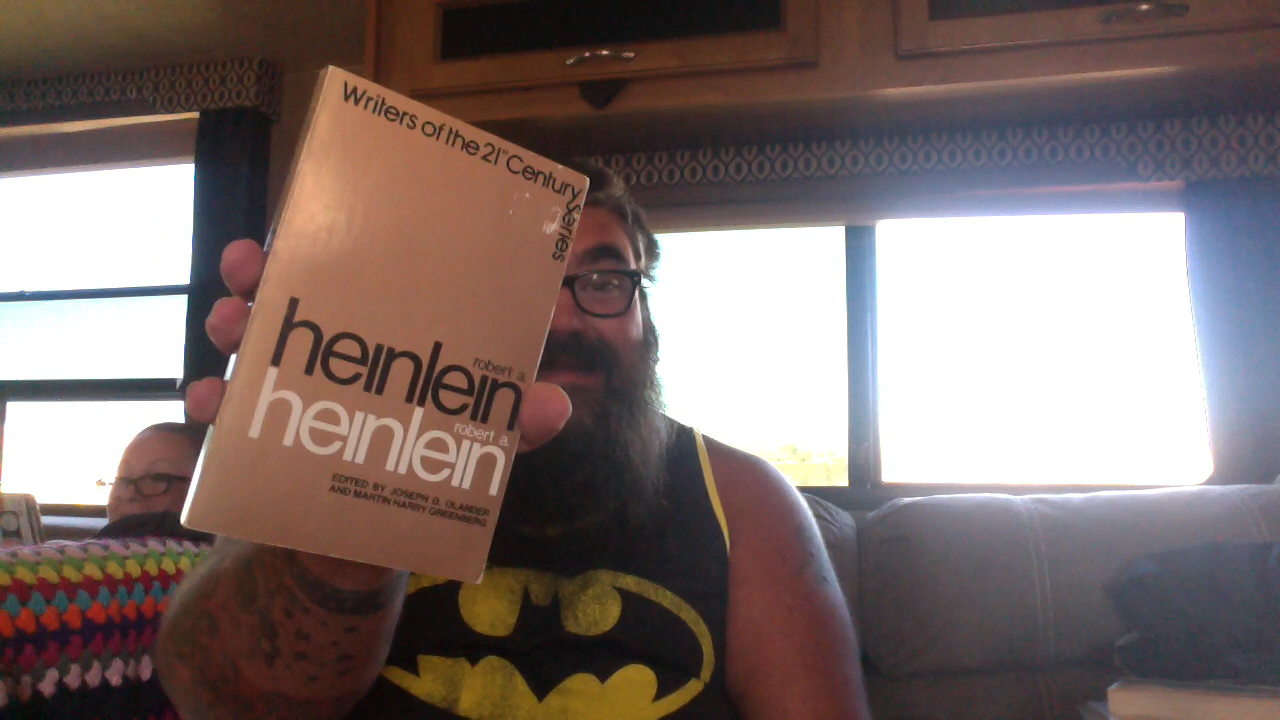 Writers of the 21st Century Series
robert a.
heinlein
robert a.
heinlein
EDITED BY JOSEPH D. OLANDER
AND MARTIN HARRY GREENBERG